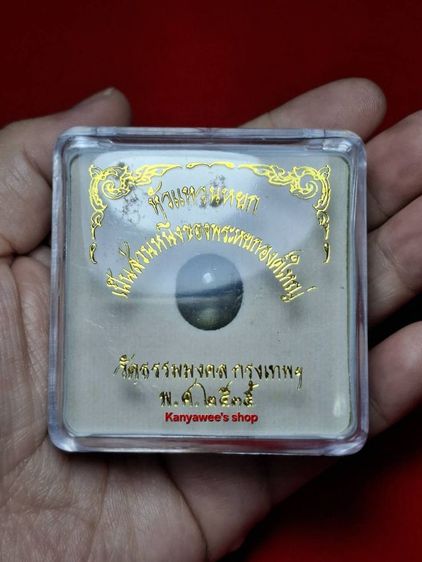 หัวแหวนหยก
เป็นส่วนหนึ่งของพระหยกองค์ใหญ่
วัดธรรมมงคล กรุงเทพฯ
พ.ศ.๒๕๓๕
Kanyawee's shop